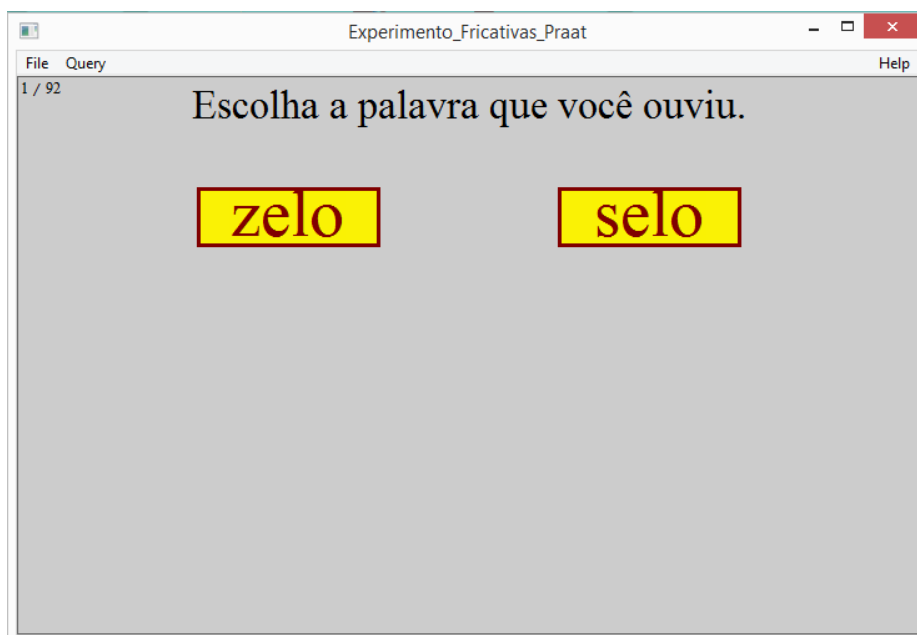 Experimento_Fricativas_Praat
File Query Help
1 / 92
Escolha a palavra que você ouviu.
zelo selo